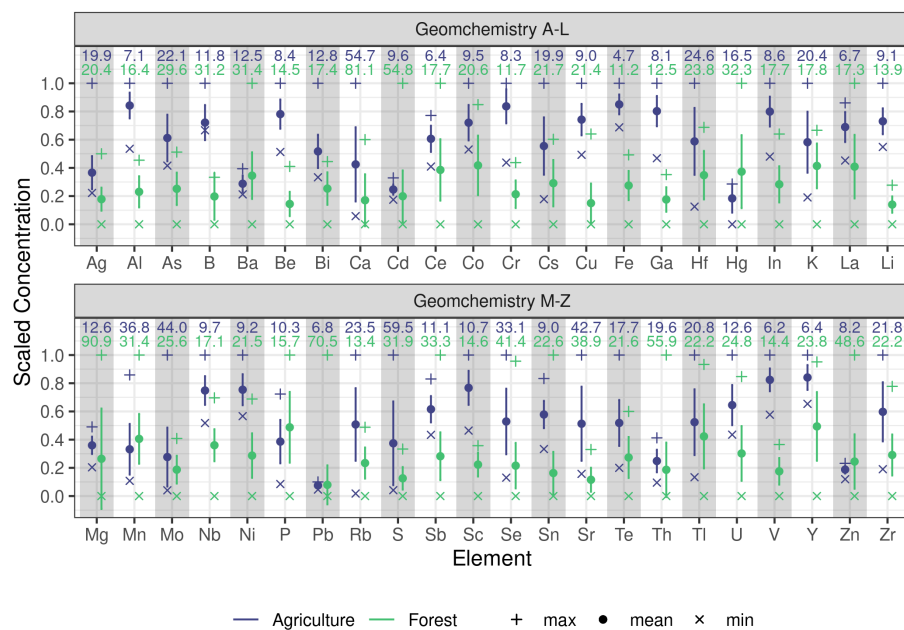 Geomchemistry A-L
19.9 7.1 22.1 11.8 12.5 8.4 12.8 54.7 9.6 6.4 9.5 8.3 19.9 9.0 4.7 8.1 24.6 16.5 8.6 20.4 6.7 9.1
20.4 16.4 29.6 31.2 31.4 14.5 17.4 81.1 54.8 17.7 20.6 11.7 21.7 21.4 11.2 12.5 23.8 32.3 17.7 17.8 17.3 13.9
1.0
0.8
0.6
0.4
0.2
0.0
Ag Al As B Ba Be Bi Ca Cd Ce Co Cr Cs Cu Fe Ga Hf Hg In K La Li
Scaled Concentration
Geomchemistry M-Z
12.6 36.8 44.0 9.7 9.2 10.3 6.8 23.5 59.5 11.1 10.7 33.1 9.0 42.7 17.7 19.6 20.8 12.6 6.2 6.4 8.2 21.8
90.9 31.4 25.6 17.1 21.5 15.7 70.5 13.4 31.9 33.3 14.6 41.4 22.6 38.9 21.6 55.9 22.2 24.8 14.4 23.8 48.6 22.2
1.0
0.8
0.6
0.4
0.2
0.0
Mg Mn Mo Nb Ni P Pb Rb S Sb Sc Se Sn Sr Te Th Tl U V Y Zn Zr
Element
Agriculture Forest max mean min